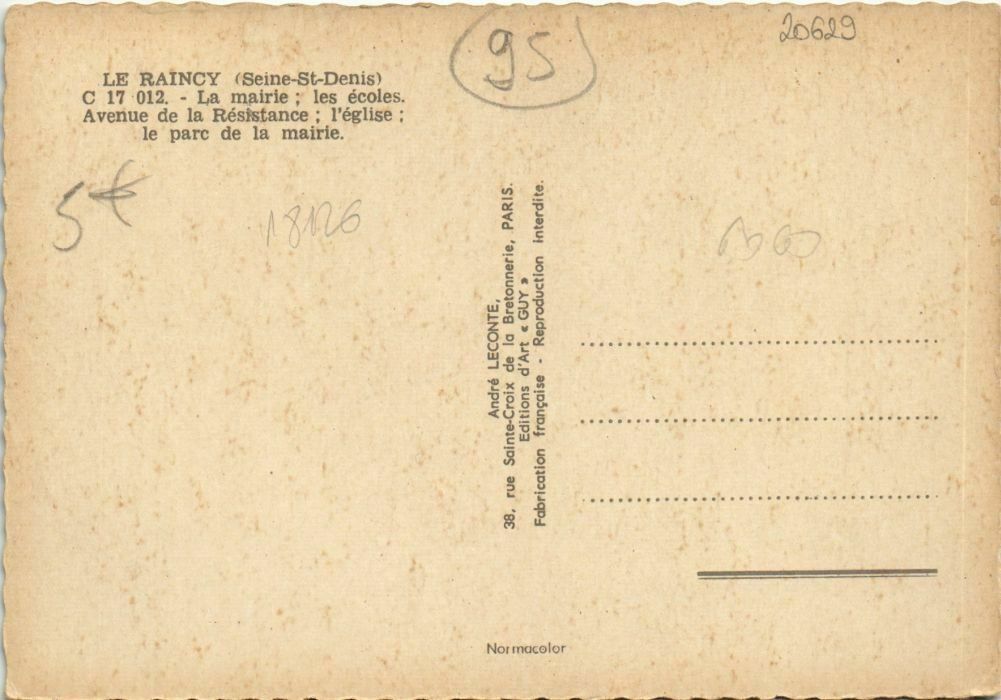 20629
95
LE RAINCY (Seine-St-Denis)
C 17 012. - La mairie ; les écoles.
Avenue de la Résistance ; l'église ;
le parc de la mairie.
5€
18126
André LECONTE,
38, rue Sainte-Croix de la Bretonnerie, PARIS.
Editions d'Art « GUY »
Fabrication française - Reproduction interdite.
Normacolor